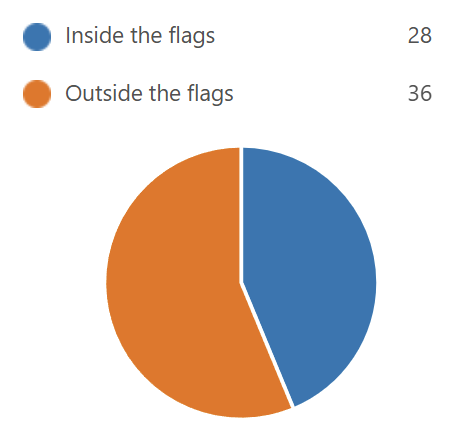 Inside the flags 28
Outside the flags 36